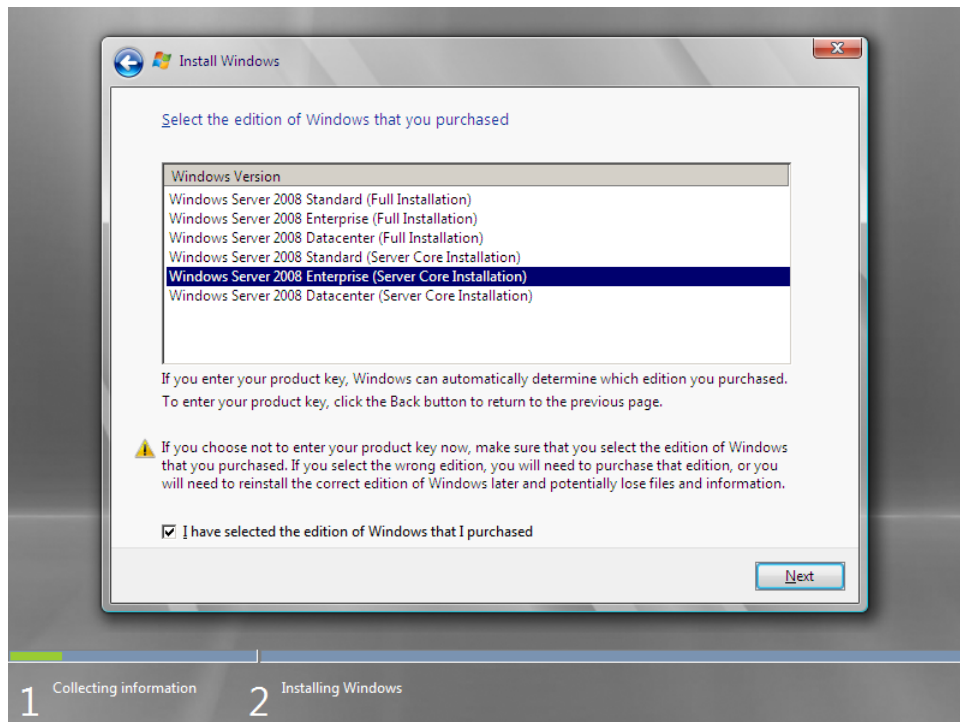 Install Windows
Select the edition of Windows that you purchased
Windows Version
Windows Server 2008 Standard (Full Installation)
Windows Server 2008 Enterprise (Full Installation)
Windows Server 2008 Datacenter (Full Installation)
Windows Server 2008 Standard (Server Core Installation)
Windows Server 2008 Enterprise (Server Core Installation)
Windows Server 2008 Datacenter (Server Core Installation)
If you enter your product key, Windows can automatically determine which edition you purchased.
To enter your product key, click the Back button to return to the previous page.
If you choose not to enter your product key now, make sure that you select the edition of Windows
that you purchased. If you select the wrong edition, you will need to purchase that edition, or you
will need to reinstall the correct edition of Windows later and potentially lose files and information.
I have selected the edition of Windows that I purchased
Next
1 Collecting information
2 Installing Windows